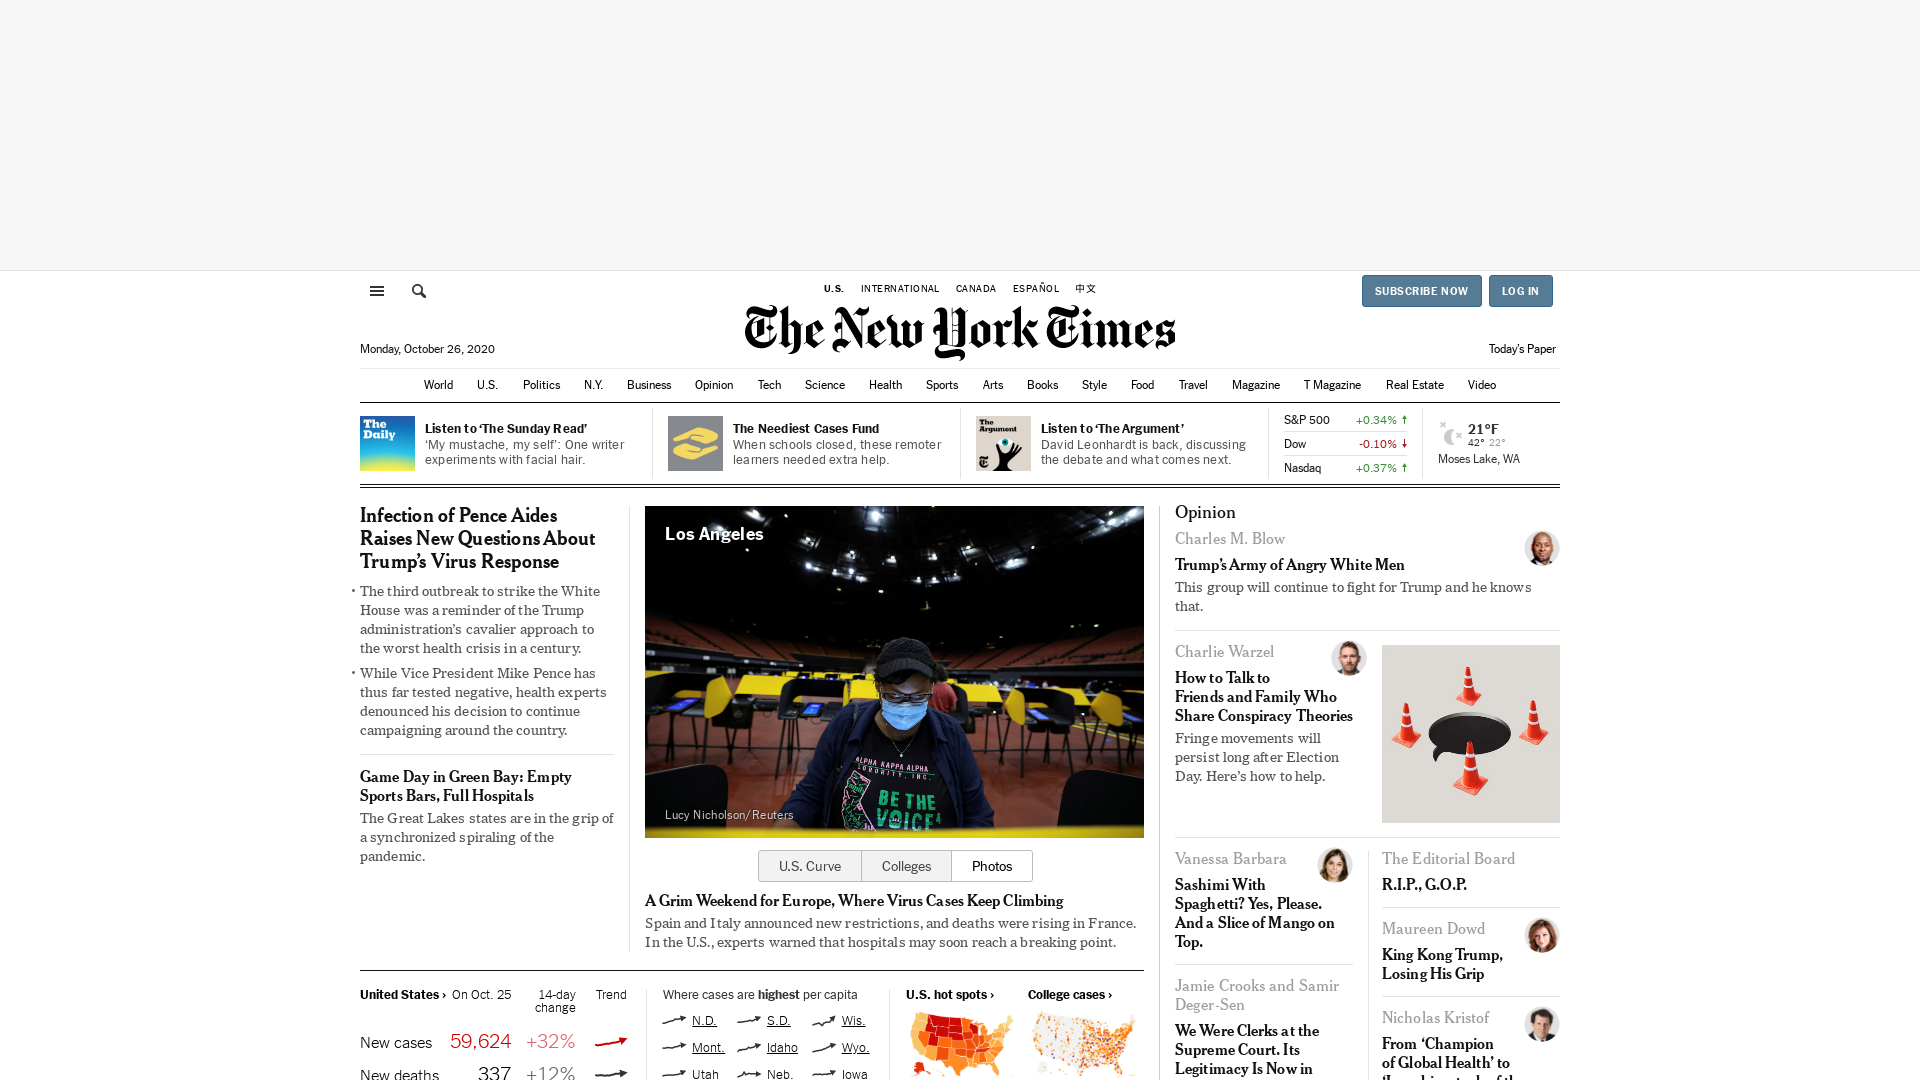 U.S.
INTERNATIONAL
CANADA
ESPAÑOL
中文
SUBSCRIBE NOW
LOG IN
The New York Times
Monday, October 26, 2020
Today's Paper
World
U.S.
Politics
N.Y.
Business
Opinion
Tech
Science
Health
Sports
Arts
Books
Style
Food
Travel
Magazine
T Magazine
Real Estate
Video
The
Daily
Listen to ‘The Sunday Read’
‘My mustache, my self’: One writer
experiments with facial hair.
The Neediest Cases Fund
When schools closed, these remoter
learners needed extra help.
The
Argument
Listen to ‘The Argument’
David Leonhardt is back, discussing
the debate and what comes next.
S&P 500 +0.34%
Dow -0.10%
Nasdaq +0.37%
21°F
42° 22°
Moses Lake, WA
Infection of Pence Aides
Raises New Questions About
Trump’s Virus Response
• The third outbreak to strike the White
House was a reminder of the Trump
administration’s cavalier approach to
the worst health crisis in a century.
• While Vice President Mike Pence has
thus far tested negative, health experts
denounced his decision to continue
campaigning around the country.
Game Day in Green Bay: Empty
Sports Bars, Full Hospitals
The Great Lakes states are in the grip of
a synchronized spiraling of the
pandemic.
Los Angeles
ALPHA KAPPA ALPHA
SORORITY, INC.
BE THE
VOICE
Lucy Nicholson/Reuters
U.S. Curve
Colleges
Photos
A Grim Weekend for Europe, Where Virus Cases Keep Climbing
Spain and Italy announced new restrictions, and deaths were rising in France.
In the U.S., experts warned that hospitals may soon reach a breaking point.
Opinion
Charles M. Blow
Trump’s Army of Angry White Men
This group will continue to fight for Trump and he knows
that.
Charlie Warzel
How to Talk to
Friends and Family Who
Share Conspiracy Theories
Fringe movements will
persist long after Election
Day. Here’s how to help.
Vanessa Barbara
Sashimi With
Spaghetti? Yes, Please.
And a Slice of Mango on
Top.
Jamie Crooks and Samir
Deger-Sen
We Were Clerks at the
Supreme Court. Its
Legitimacy Is Now in
The Editorial Board
R.I.P., G.O.P.
Maureen Dowd
King Kong Trump,
Losing His Grip
Nicholas Kristof
From ‘Champion
of Global Health’ to
United States › On Oct. 25 14-day Trend
change
New cases 59,624 +32%
New deaths 337 +12%
Where cases are highest per capita
N.D. S.D. Wis.
Mont. Idaho Wyo.
Utah Neb. Iowa
U.S. hot spots ›
College cases ›